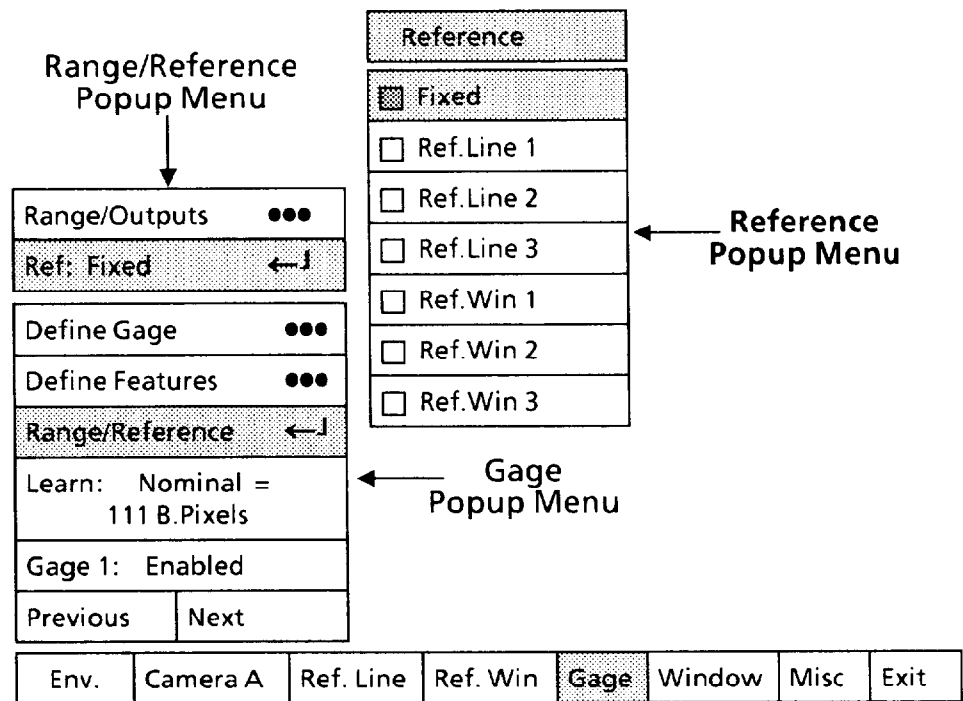 Range/Reference
Popup Menu
Range/Outputs
Ref: Fixed
Define Gage
Define Features
Range/Reference
Learn: Nominal =
111 B.Pixels
Gage 1: Enabled
Previous Next
Reference
Fixed
Ref.Line 1
Ref.Line 2
Ref.Line 3
Ref.Win 1
Ref.Win 2
Ref.Win 3
Reference
Popup Menu
Gage
Popup Menu
Env. Camera A Ref. Line Ref. Win Gage Window Misc Exit